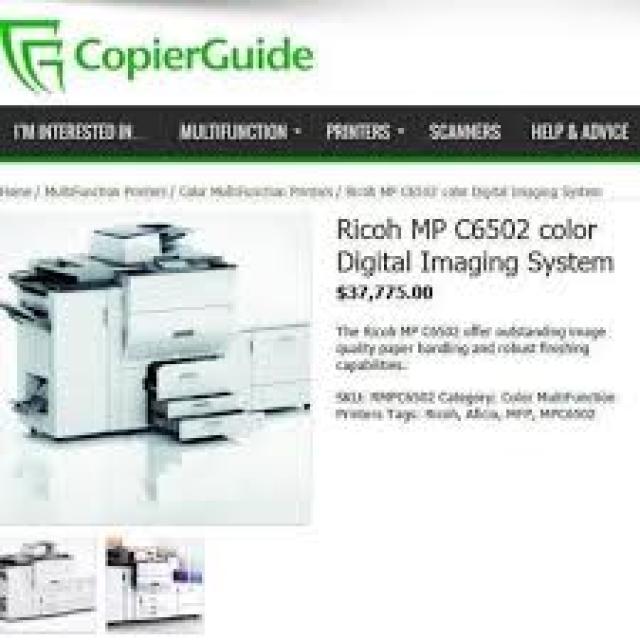 CopierGuide
I'M INTERESTED IN... MULTIFUNCTION PRINTERS SCANNERS HELP & ADVICE
Home / MultiFunction Printers / Color MultiFunction Printers / Ricoh MP C6502 color Digital Imaging System
Ricoh MP C6502 color
Digital Imaging System
$37,775.00
The Ricoh MP C6502 offer outstanding image
quality paper handling and robust finishing
capabilities.
SKU: RMPC6502 Category: Color MultiFunction
Printers Tags: Ricoh, Aficio, MFP, MPC6502